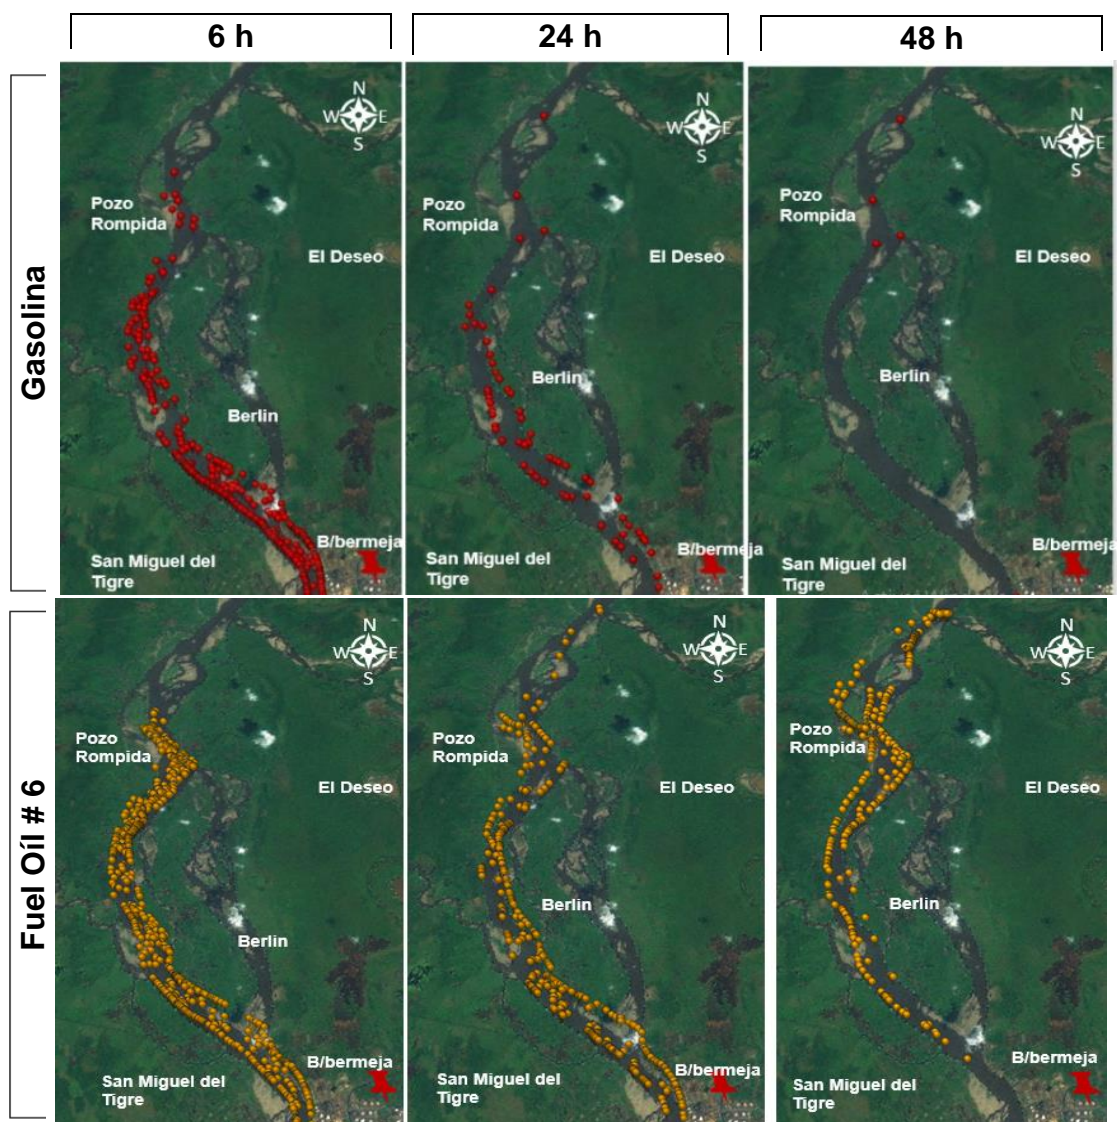 6 h
24 h
48 h
Gasolina
N
W E
S
Pozo
Rompida
El Deseo
Berlin
B/bermeja
San Miguel del
Tigre
N
W E
S
Pozo
Rompida
El Deseo
Berlin
B/bermeja
San Miguel del
Tigre
N
W E
S
Pozo
Rompida
El Deseo
Berlin
B/bermeja
San Miguel del
Tigre
Fuel Oíl # 6
N
W E
S
Pozo
Rompida
El Deseo
Berlin
B/bermeja
San Miguel del
Tigre
N
W E
S
Pozo
Rompida
El Deseo
Berlin
B/bermeja
San Miguel del
Tigre
N
W E
S
Pozo
Rompida
El Deseo
Berlin
B/bermeja
San Miguel del
Tigre